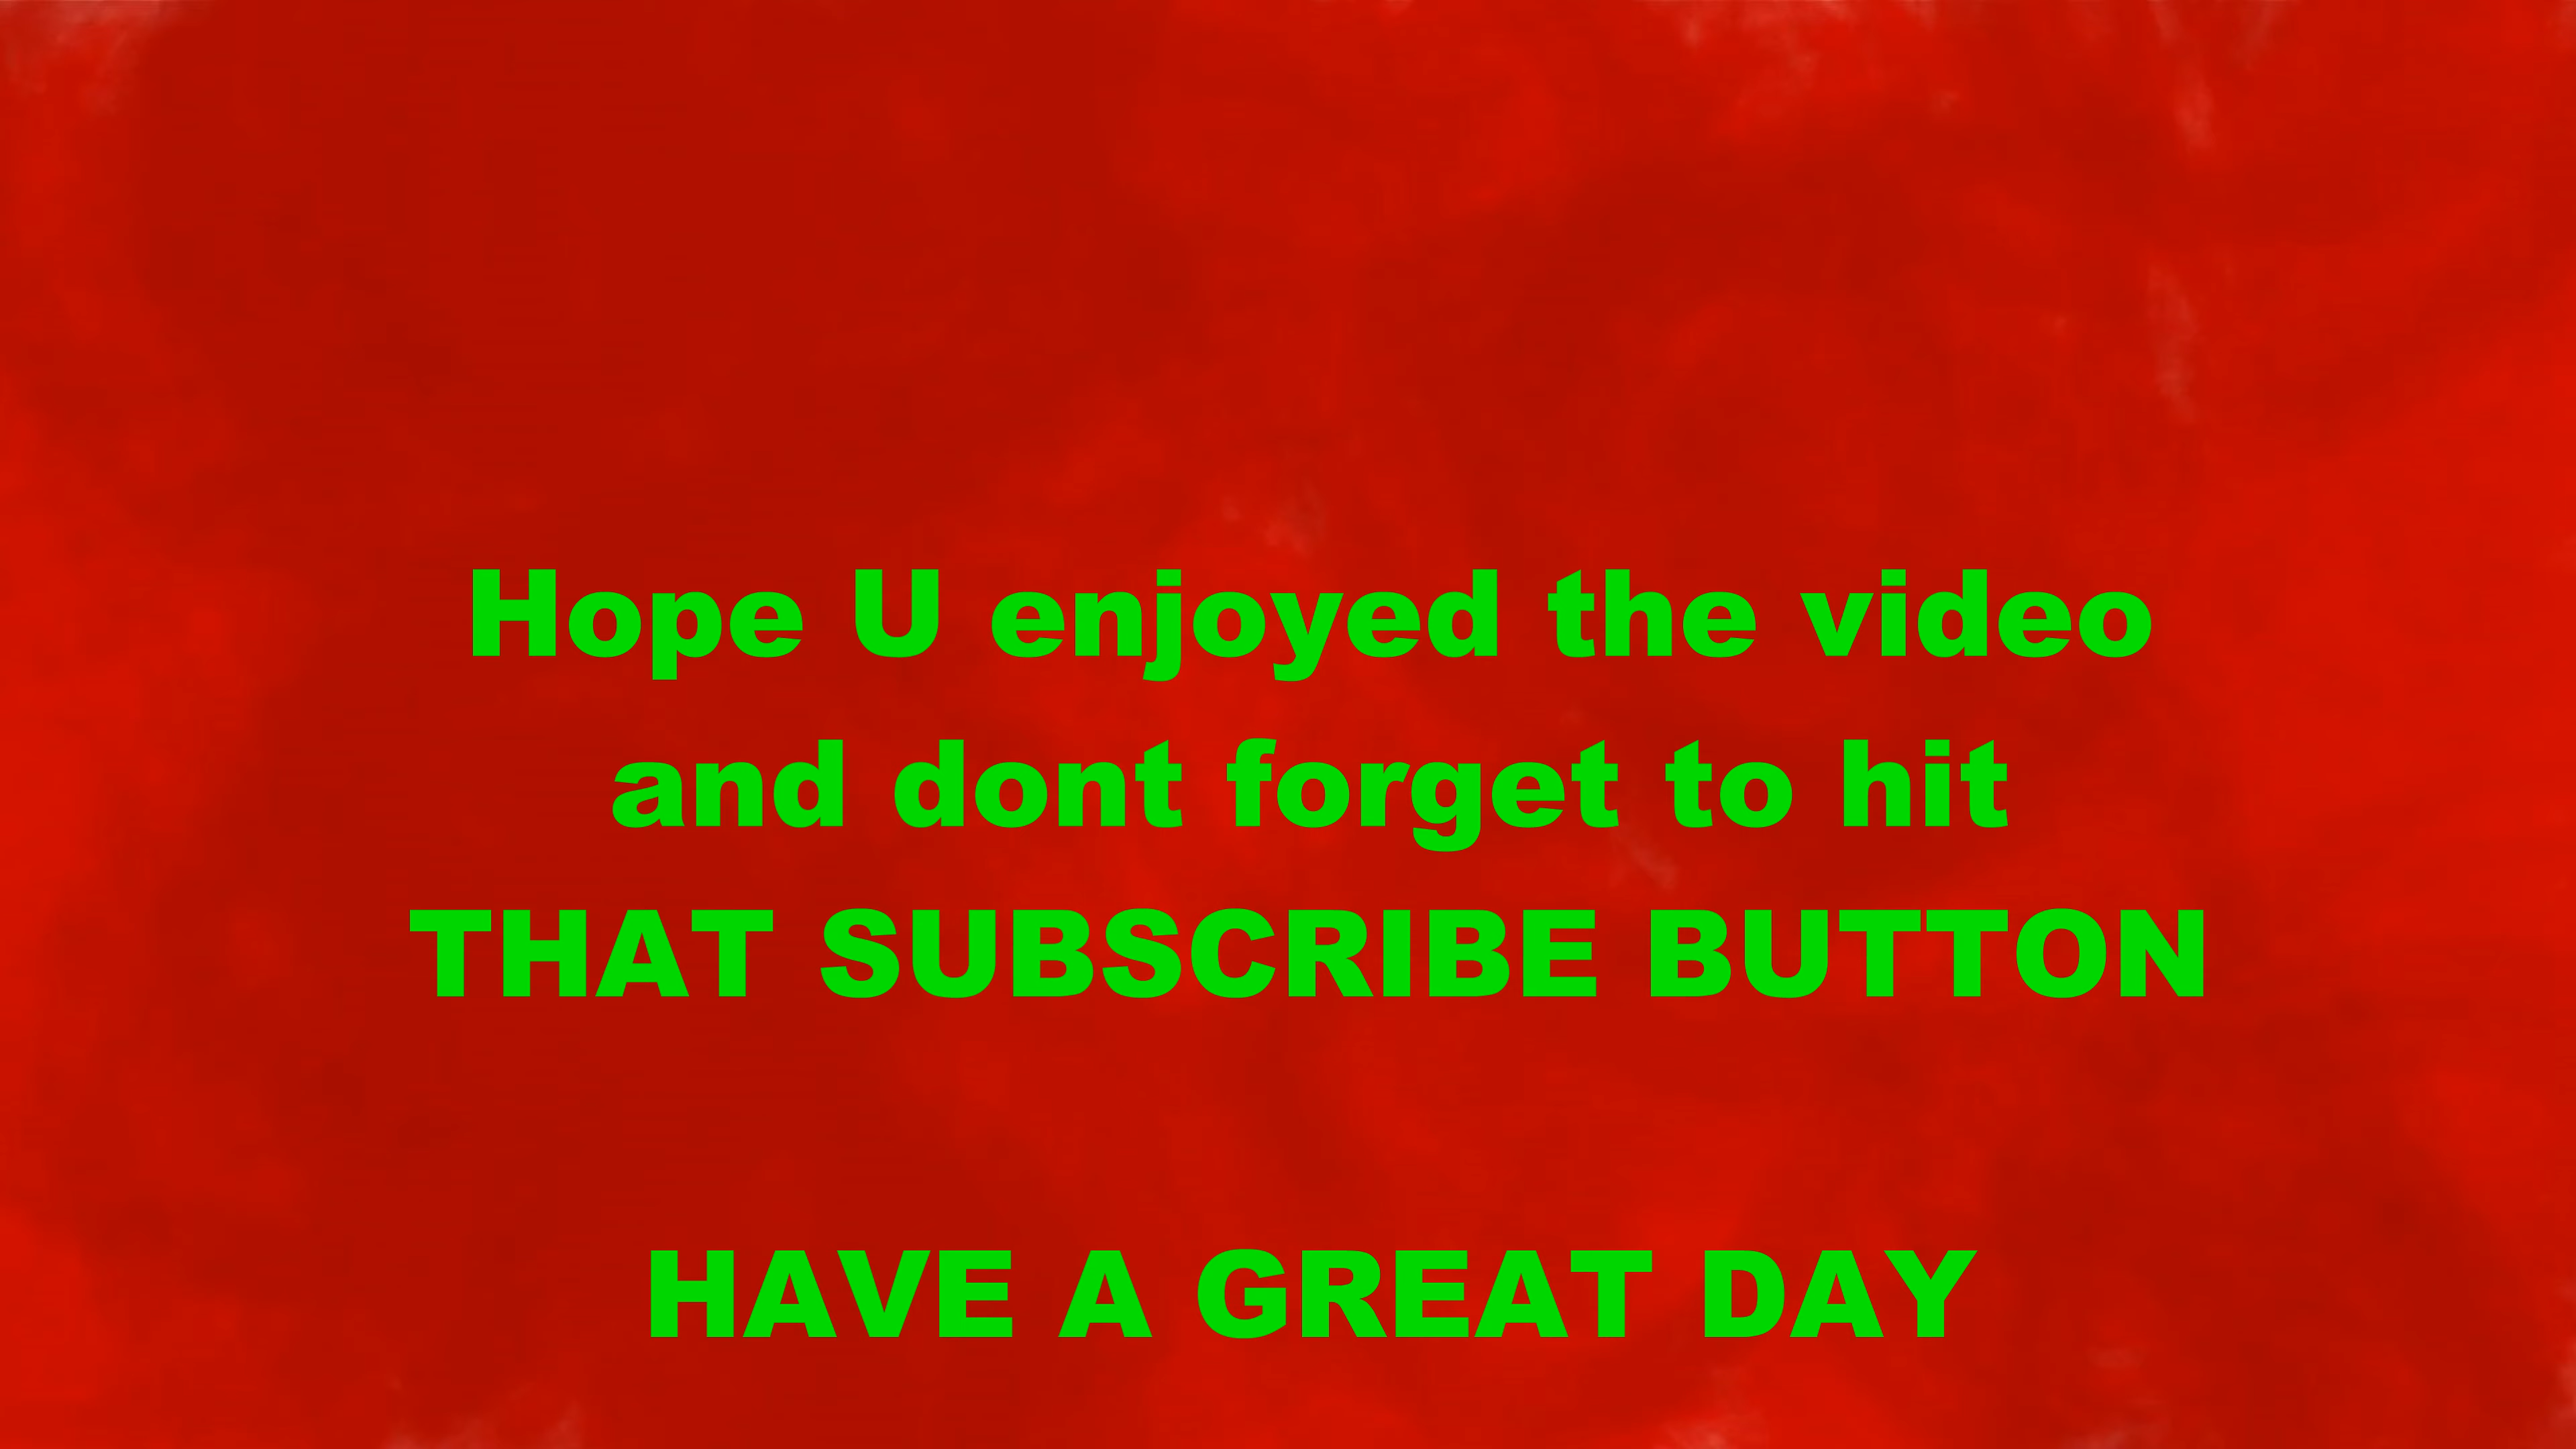 Hope U enjoyed the video
and dont forget to hit
THAT SUBSCRIBE BUTTON
HAVE A GREAT DAY